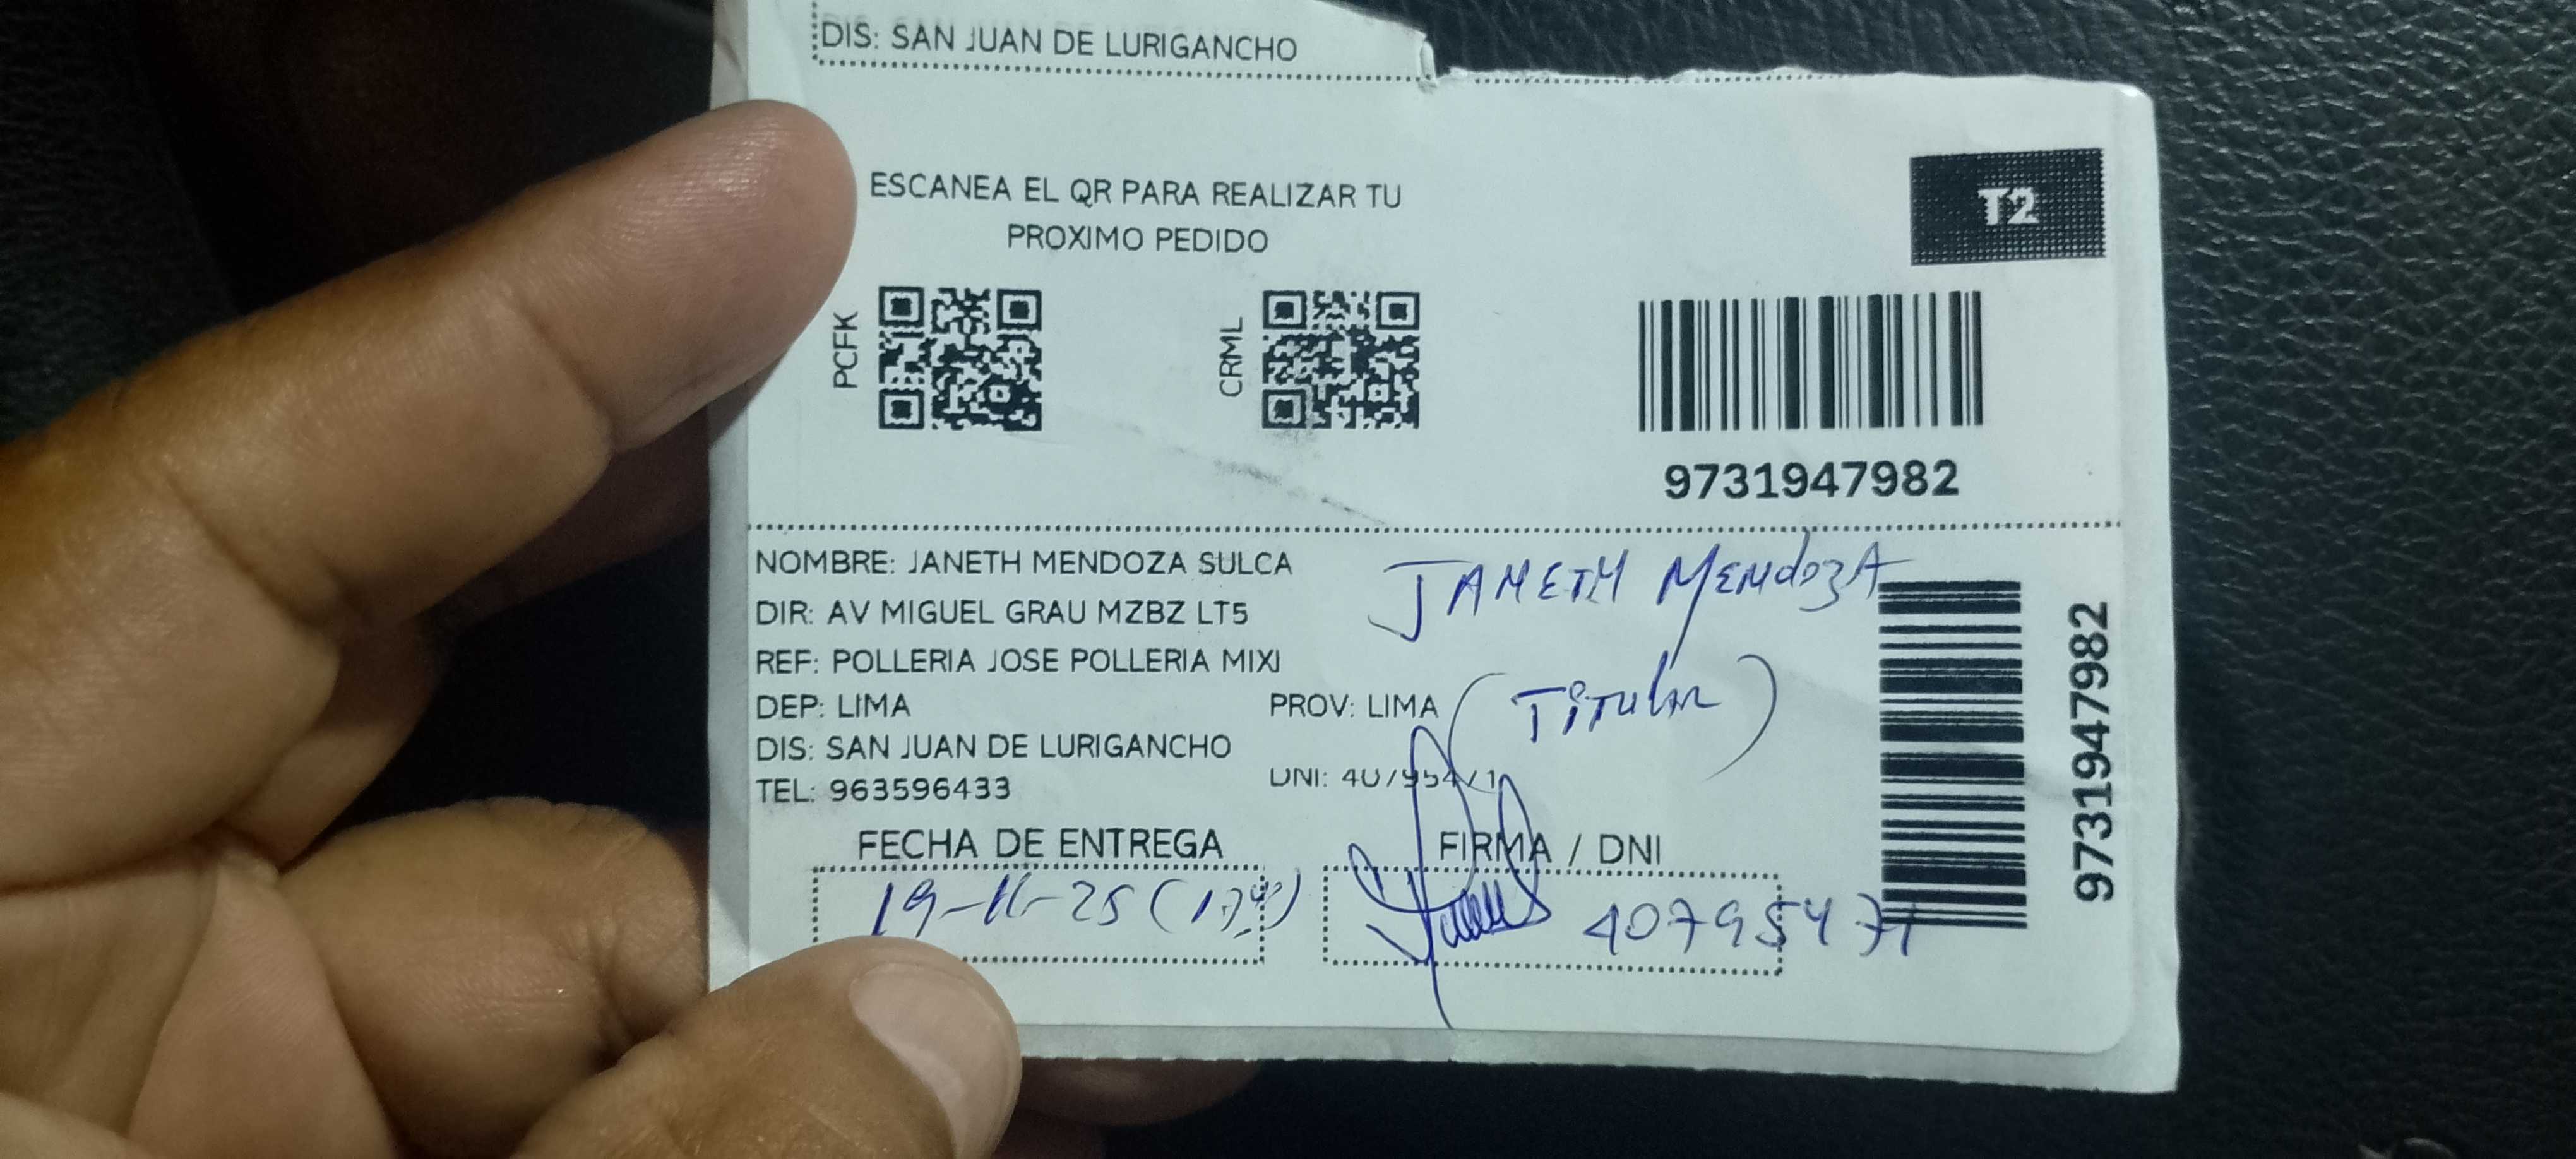 DIS: SAN JUAN DE LURIGANCHO
ESCANEA EL QR PARA REALIZAR TU
PROXIMO PEDIDO
T2
PCFK
CRML
9731947982
NOMBRE: JANETH MENDOZA SULCA
JANETH MENDOZA
DIR: AV MIGUEL GRAU MZBZ LT5
REF: POLLERIA JOSE POLLERIA MIXI
(Titular)
DEP: LIMA PROV: LIMA
DIS: SAN JUAN DE LURIGANCHO
TEL: 963596433 DNI: 40795471
9731947982
FECHA DE ENTREGA FIRMA / DNI
19-11-25 40795471